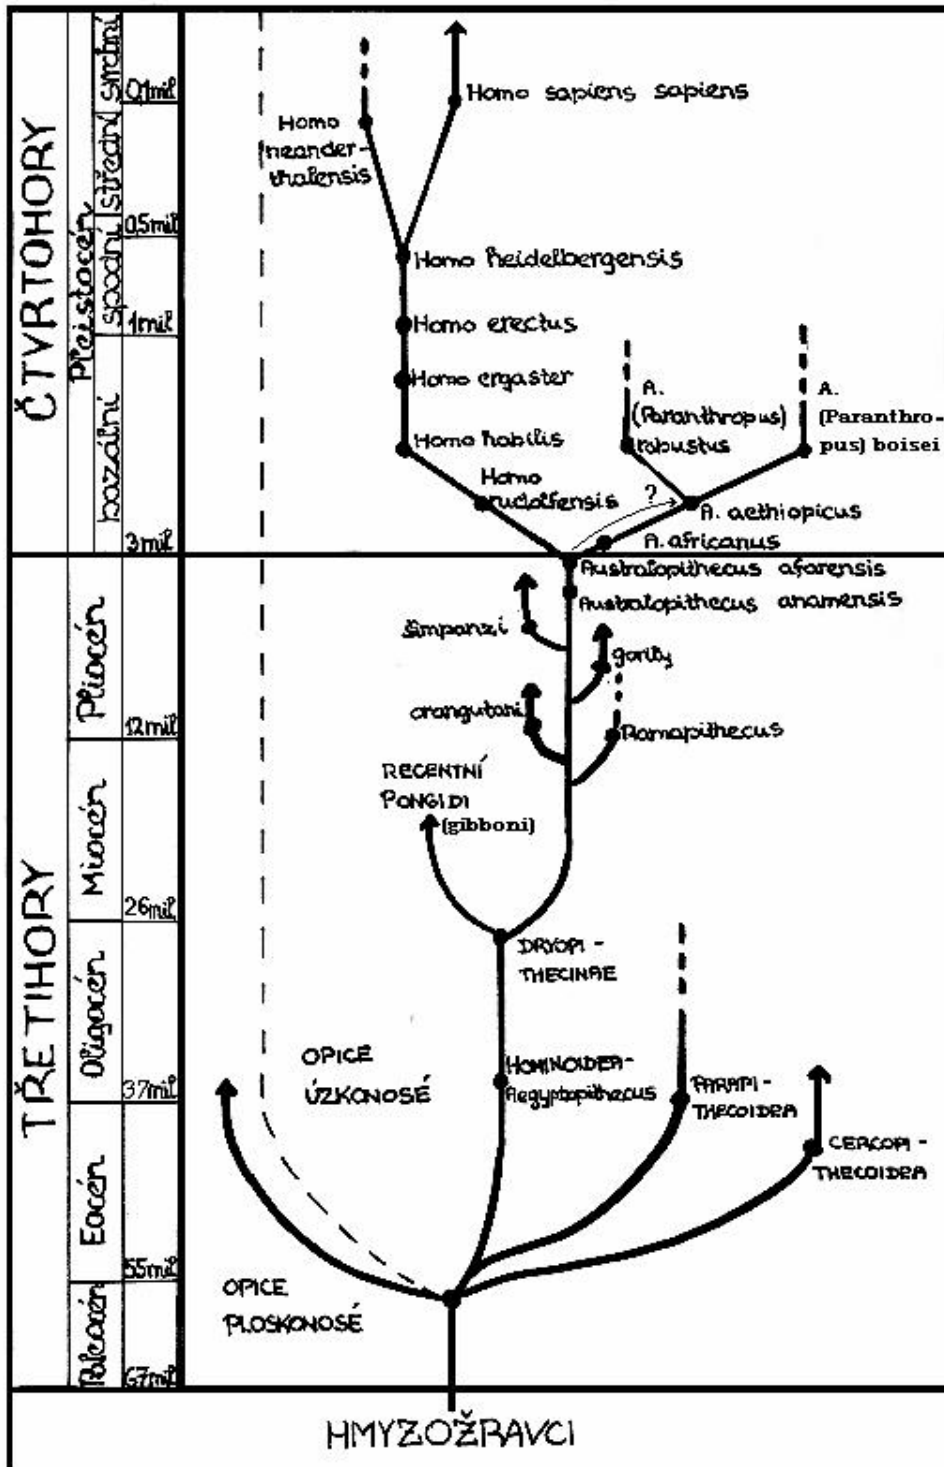 ČTVRTOHORY
Pleistocén
svrchní
střední
spodní
bazální
0,1mil
0,5mil
1mil
3mil
Homo sapiens sapiens
Homo
neander-
thalensis
Homo heidelbergensis
Homo erectus
Homo ergaster
Homo habilis
Homo
rudolfensis
A.
(Paranthropus)
robustus
A.
(Paranthro-
pus) boisei
?
A. aethiopicus
A. africanus
Australopithecus afarensis
Australopithecus anamensis
TŘETIHORY
Pliocén
Miocén
Oligocén
Eocén
Paleocén
12mil
26mil
37mil
55mil
67mil
šimpanzi
gorily
orangutani
Ramapithecus
RECENTNÍ
PONGIDI
(gibboni)
DRYOPI-
THECINAE
OPICE
ÚZKONOSÉ
HOMINOIDEA-
Aegyptopithecus
PARAPI-
THECOIDEA
CERCOPI-
THECOIDEA
OPICE
PLOSKONOSÉ
HMYZOŽRAVCI